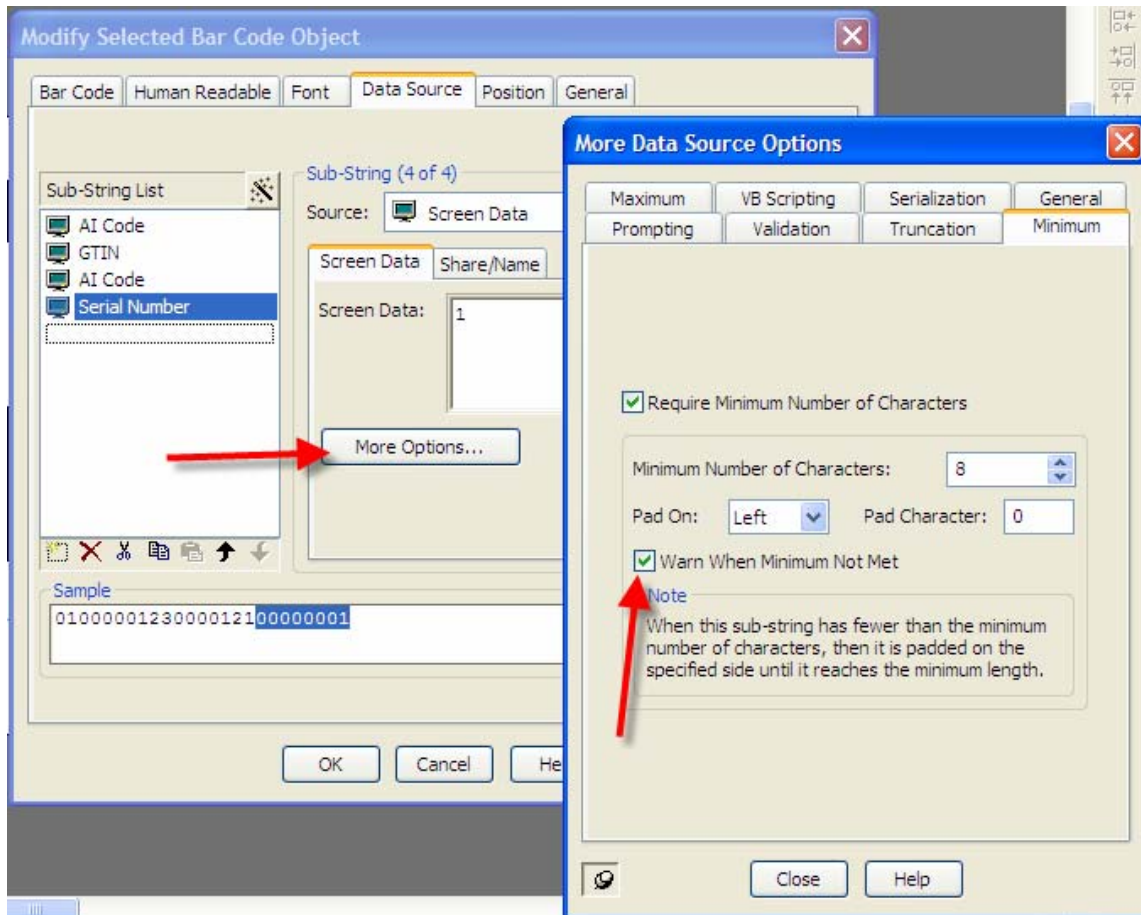 Modify Selected Bar Code Object
Bar Code Human Readable Font Data Source Position General
Sub-String List
AI Code
GTIN
AI Code
Serial Number
Sub-String (4 of 4)
Source: Screen Data
Screen Data Share/Name
Screen Data: 1
More Options...
Sample
0100000123000012100000001
OK Cancel He
More Data Source Options
Maximum VB Scripting Serialization General
Prompting Validation Truncation Minimum
Require Minimum Number of Characters
Minimum Number of Characters: 8
Pad On: Left Pad Character: 0
Warn When Minimum Not Met
Note
When this sub-string has fewer than the minimum
number of characters, then it is padded on the
specified side until it reaches the minimum length.
Close Help